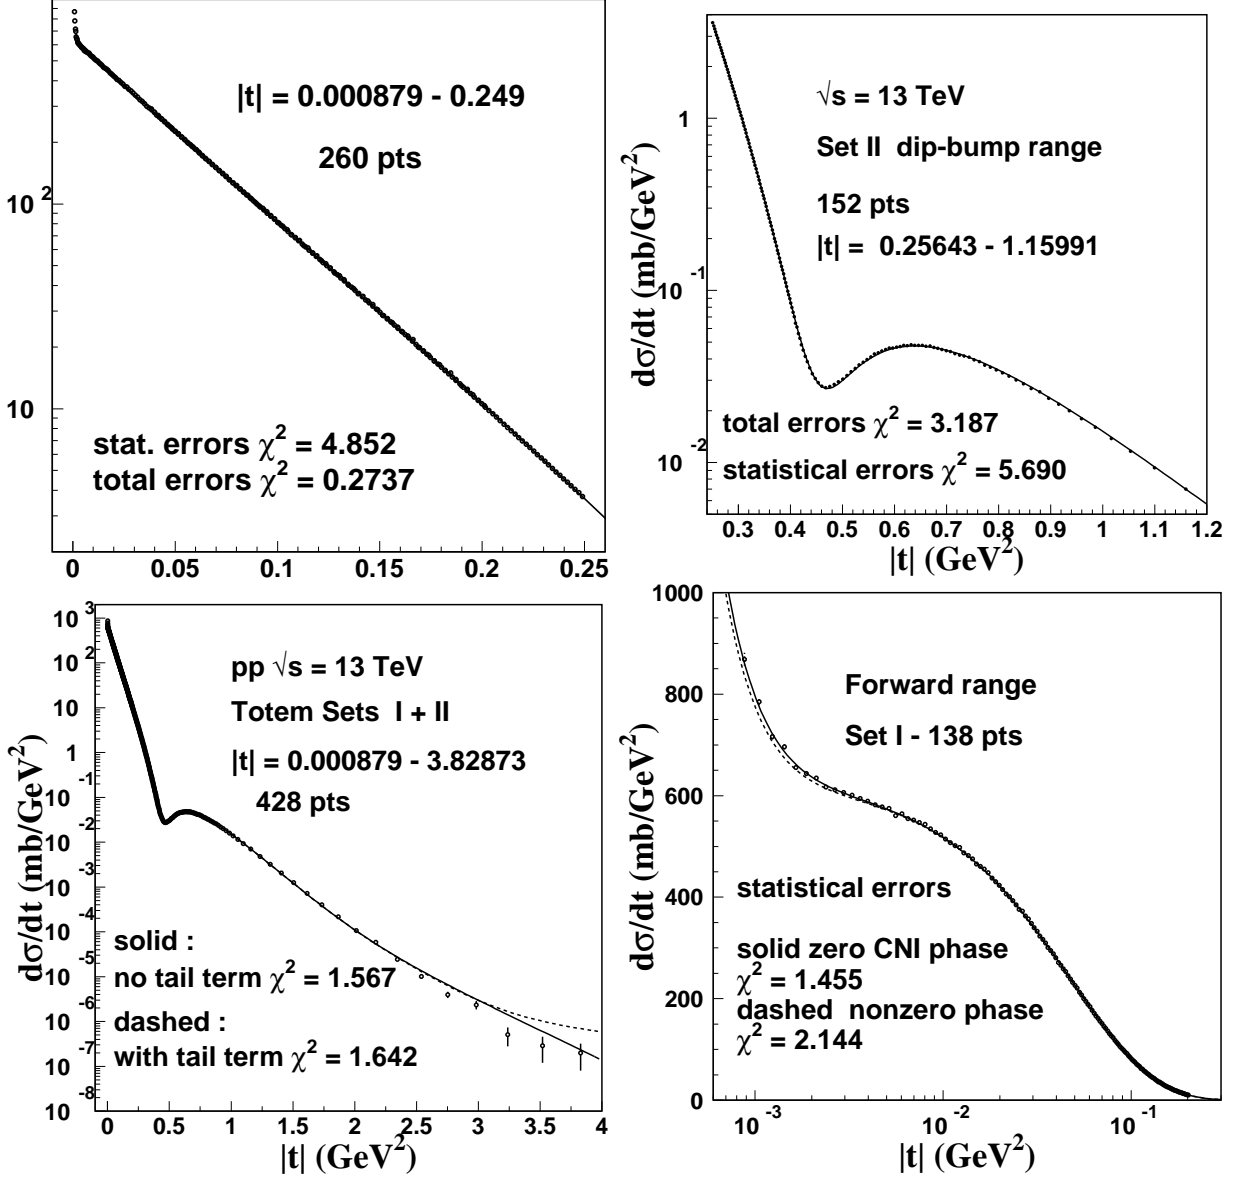 |t| = 0.000879 - 0.249
260 pts
10 2
10
stat. errors χ2 = 4.852
total errors χ2 = 0.2737
0 0.05 0.1 0.15 0.2 0.25
dσ/dt (mb/GeV2)
√s = 13 TeV
Set II dip-bump range
152 pts
|t| = 0.25643 - 1.15991
1
10 -1
10 -2
total errors χ2 = 3.187
statistical errors χ2 = 5.690
0.3 0.4 0.5 0.6 0.7 0.8 0.9 1 1.1 1.2
|t| (GeV2)
dσ/dt (mb/GeV2)
10 3
10 2
10
1
10 -1
10 -2
10 -3
10 -4
10 -5
10 -6
10 -7
10 -8
pp √s = 13 TeV
Totem Sets I + II
|t| = 0.000879 - 3.82873
428 pts
solid :
no tail term χ2 = 1.567
dashed :
with tail term χ2 = 1.642
0 0.5 1 1.5 2 2.5 3 3.5 4
|t| (GeV2)
dσ/dt (mb/GeV2)
1000
800
600
400
200
0
Forward range
Set I - 138 pts
statistical errors
solid zero CNI phase
χ2 = 1.455
dashed nonzero phase
χ2 = 2.144
10 -3 10 -2 10 -1
|t| (GeV2)